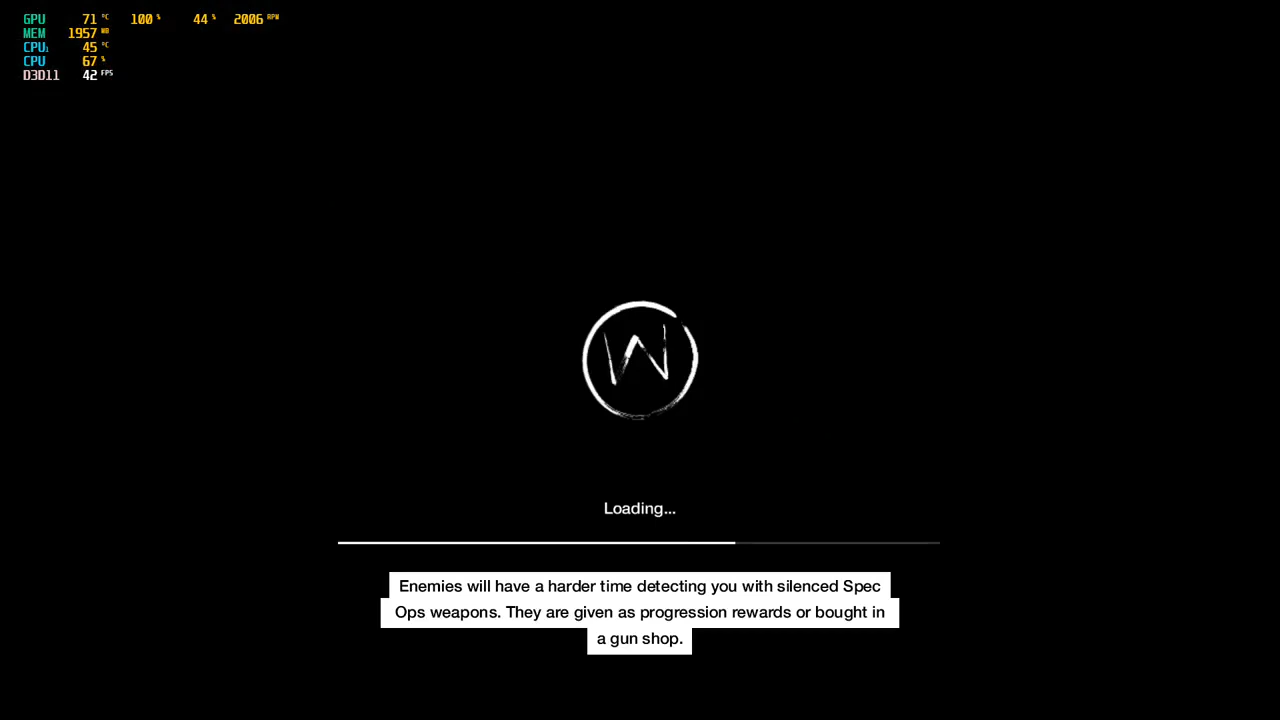 GPU 71 °C 100 % 44 % 2006 RPM
MEM 1957 MB
CPU1 45 °C
CPU 67 %
D3D11 42 FPS
W
Loading...
Enemies will have a harder time detecting you with silenced Spec
Ops weapons. They are given as progression rewards or bought in
a gun shop.